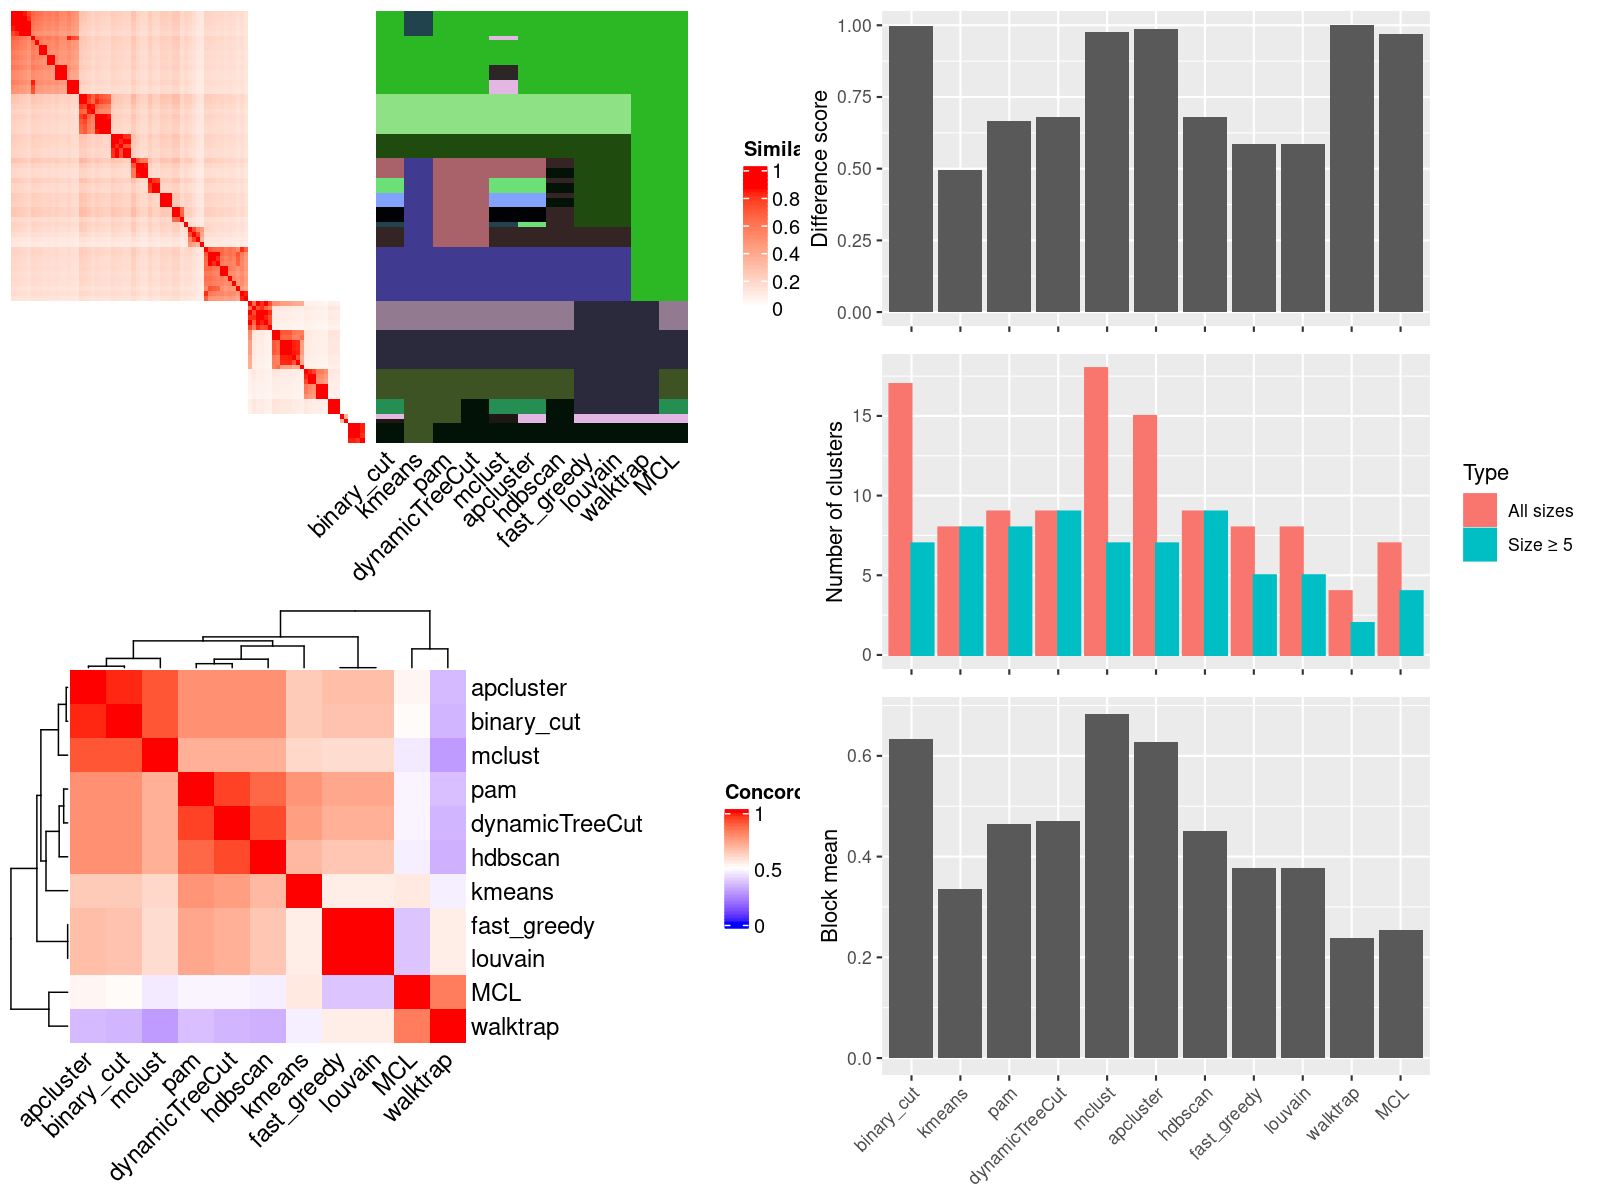 Simila
1
0.8
0.6
0.4
0.2
0
binary_cut
kmeans
pam
dynamicTreeCut
mclust
apcluster
hdbscan
fast_greedy
louvain
walktrap
MCL
apcluster
binary_cut
mclust
pam
dynamicTreeCut
hdbscan
kmeans
fast_greedy
louvain
MCL
walktrap
apcluster
binary_cut
mclust
pam
dynamicTreeCut
hdbscan
kmeans
fast_greedy
louvain
MCL
walktrap
Concord
1
0.5
0
Difference score
1.00
0.75
0.50
0.25
0.00
Number of clusters
15
10
5
0
Type
All sizes
Size ≥ 5
Block mean
0.6
0.4
0.2
0.0
binary_cut
kmeans
pam
dynamicTreeCut
mclust
apcluster
hdbscan
fast_greedy
louvain
walktrap
MCL